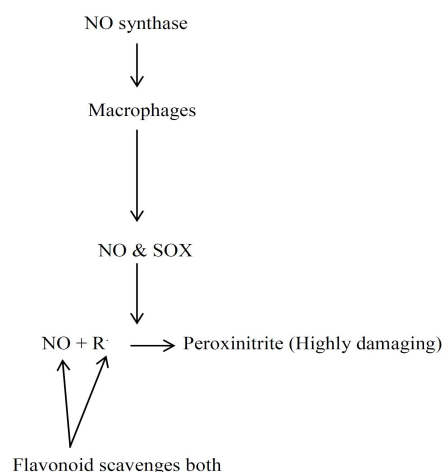 NO synthase
Macrophages
NO & SOX
NO + R· Peroxinitrite (Highly damaging)
Flavonoid scavenges both